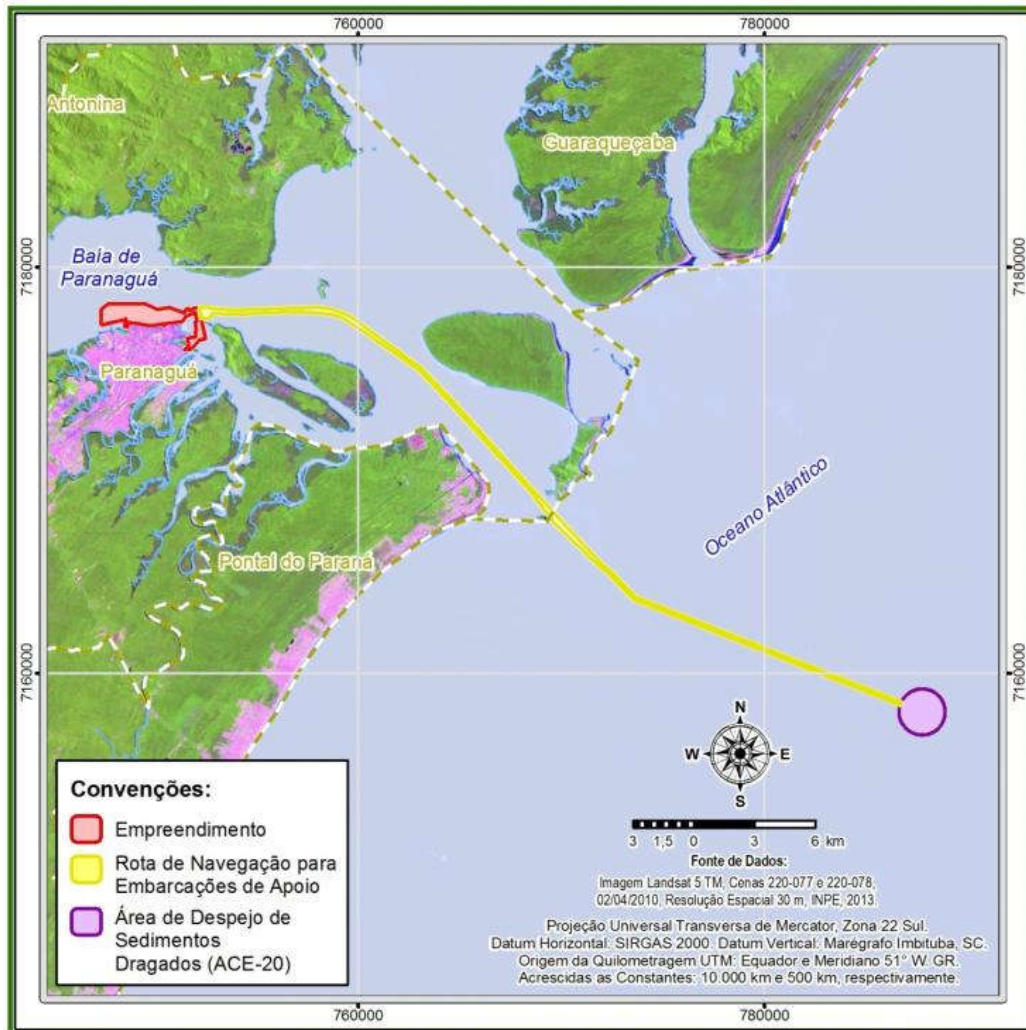 760000
780000
Antonina
Guaraqueçaba
Baía de
Paranaguá
7180000
7180000
Paranaguá
Oceano Atlântico
Pontal do Paraná
7160000
7160000
N
W
E
S
3 1,5 0 3 6 km
Fonte de Dados:
Imagem Landsat 5 TM, Cenas 220-077 e 220-078,
02/04/2010, Resolução Espacial 30 m, INPE, 2013.
Projeção Universal Transversa de Mercator, Zona 22 Sul.
Datum Horizontal: SIRGAS 2000. Datum Vertical: Marégrafo Imbituba, SC.
Origem da Quilometragem UTM: Equador e Meridiano 51° W. GR.
Acrescidas as Constantes: 10.000 km e 500 km, respectivamente.
Convenções:
Empreendimento
Rota de Navegação para
Embarcações de Apoio
Área de Despejo de
Sedimentos
Dragados (ACE-20)
760000
780000